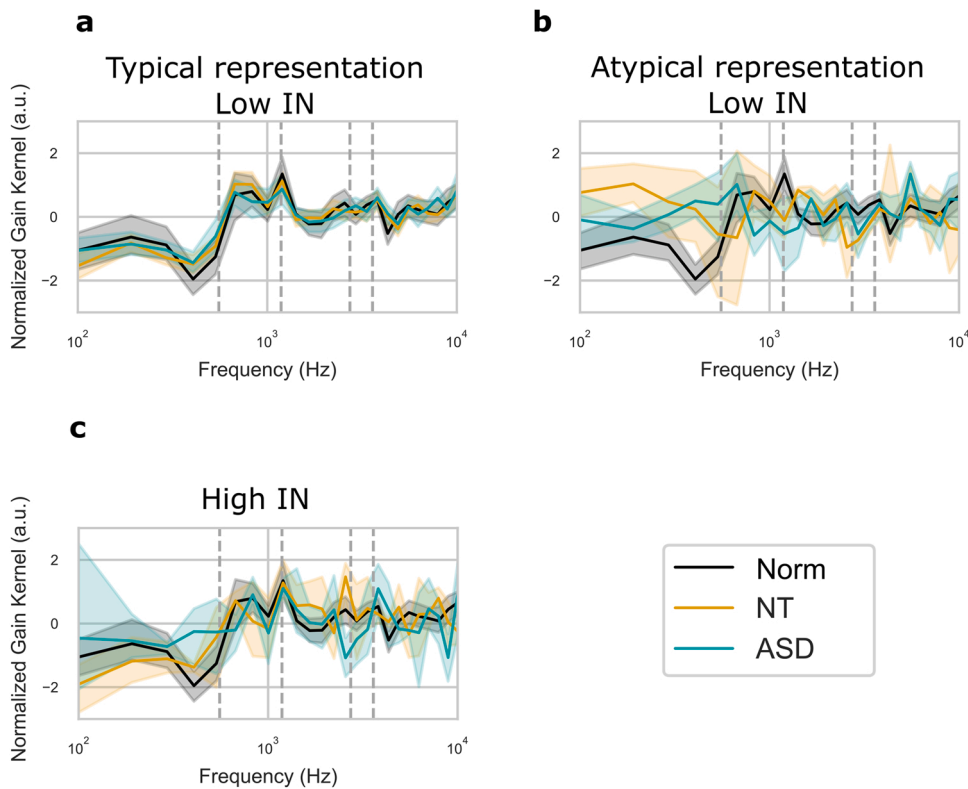 a
Typical representation
Low IN
Normalized Gain Kernel (a.u.)
2
0
−2
10²
10³
10⁴
Frequency (Hz)
b
Atypical representation
Low IN
2
0
−2
10²
10³
10⁴
Frequency (Hz)
c
High IN
Normalized Gain Kernel (a.u.)
2
0
−2
10²
10³
10⁴
Frequency (Hz)
Norm
NT
ASD